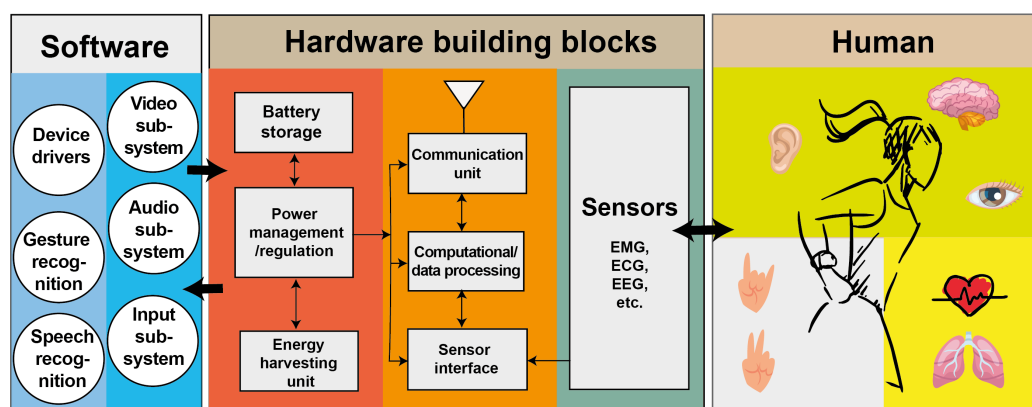 Software
Device
drivers
Gesture
recog-
nition
Speech
recog-
nition
Video
sub-
system
Audio
sub-
system
Input
sub-
system
Hardware building blocks
Battery
storage
Power
management
/regulation
Energy
harvesting
unit
Communication
unit
Computational/
data processing
Sensor
interface
Sensors
EMG,
ECG,
EEG,
etc.
Human